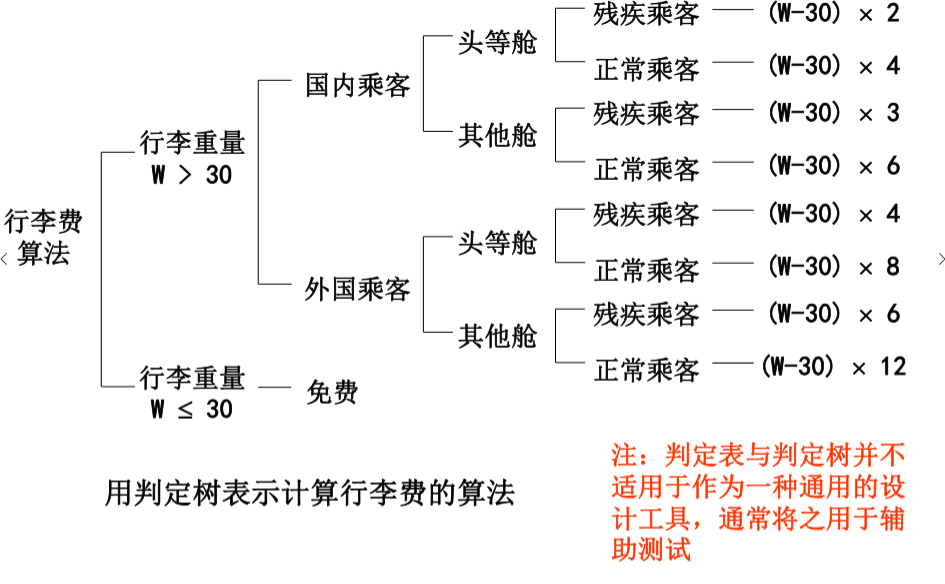 残疾乘客 (W-30) × 2
头等舱
正常乘客 (W-30) × 4
国内乘客
残疾乘客 (W-30) × 3
其他舱
行李重量
W > 30
正常乘客 (W-30) × 6
行李费
算法
残疾乘客 (W-30) × 4
头等舱
正常乘客 (W-30) × 8
外国乘客
残疾乘客 (W-30) × 6
其他舱
正常乘客 (W-30) × 12
行李重量
W ≤ 30
免费
用判定树表示计算行李费的算法
注：判定表与判定树并不
适用于作为一种通用的设
计工具，通常将之用于辅
助测试